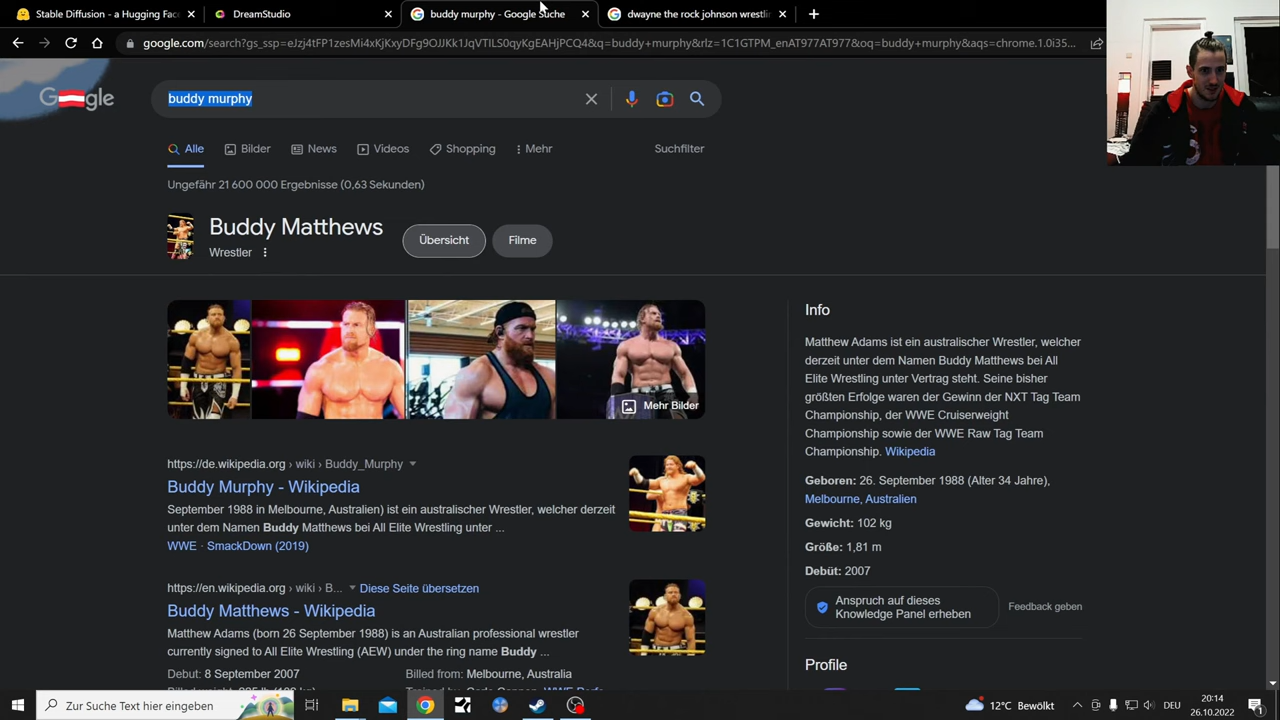 Stable Diffusion - a Hugging Face
DreamStudio
buddy murphy - Google Suche
dwayne the rock johnson wrestlin
google.com/search?gs_ssp=eJzj4tFP1zesMi4xKjKxyDFg9OJJKk1JqVTILS0qyKgEAHjPCQ4&q=buddy+murphy&rlz=1C1GTPM_enAT977AT977&oq=buddy+murphy&aqs=chrome.1.0i35...
Google
buddy murphy
Alle
Bilder
News
Videos
Shopping
Mehr
Suchfilter
Ungefähr 21 600 000 Ergebnisse (0,63 Sekunden)
Buddy Matthews
Wrestler
Übersicht
Filme
Mehr Bilder
https://de.wikipedia.org › wiki › Buddy_Murphy
Buddy Murphy - Wikipedia
September 1988 in Melbourne, Australien) ist ein australischer Wrestler, welcher derzeit
unter dem Namen Buddy Matthews bei All Elite Wrestling unter ...
WWE · SmackDown (2019)
https://en.wikipedia.org › wiki › B... Diese Seite übersetzen
Buddy Matthews - Wikipedia
Matthew Adams (born 26 September 1988) is an Australian professional wrestler
currently signed to All Elite Wrestling (AEW) under the ring name Buddy ...
Debut: 8 September 2007
Billed from: Melbourne, Australia
Info
Matthew Adams ist ein australischer Wrestler, welcher
derzeit unter dem Namen Buddy Matthews bei All
Elite Wrestling unter Vertrag steht. Seine bisher
größten Erfolge waren der Gewinn der NXT Tag Team
Championship, der WWE Cruiserweight
Championship sowie der WWE Raw Tag Team
Championship. Wikipedia
Geboren: 26. September 1988 (Alter 34 Jahre),
Melbourne, Australien
Gewicht: 102 kg
Größe: 1,81 m
Debüt: 2007
Anspruch auf dieses
Knowledge Panel erheben
Feedback geben
Profile
Zur Suche Text hier eingeben
12°C Bewölkt
DEU
20:14
26.10.2022
1